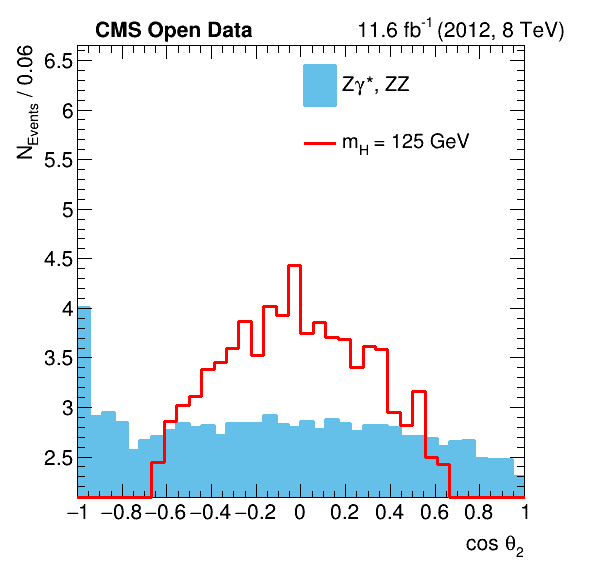 CMS Open Data 11.6 fb⁻¹ (2012, 8 TeV)
N_Events / 0.06
6.5
6
5.5
5
4.5
4
3.5
3
2.5
Zγ*, ZZ
m_H = 125 GeV
−1 −0.8 −0.6 −0.4 −0.2 0 0.2 0.4 0.6 0.8 1
cos θ₂